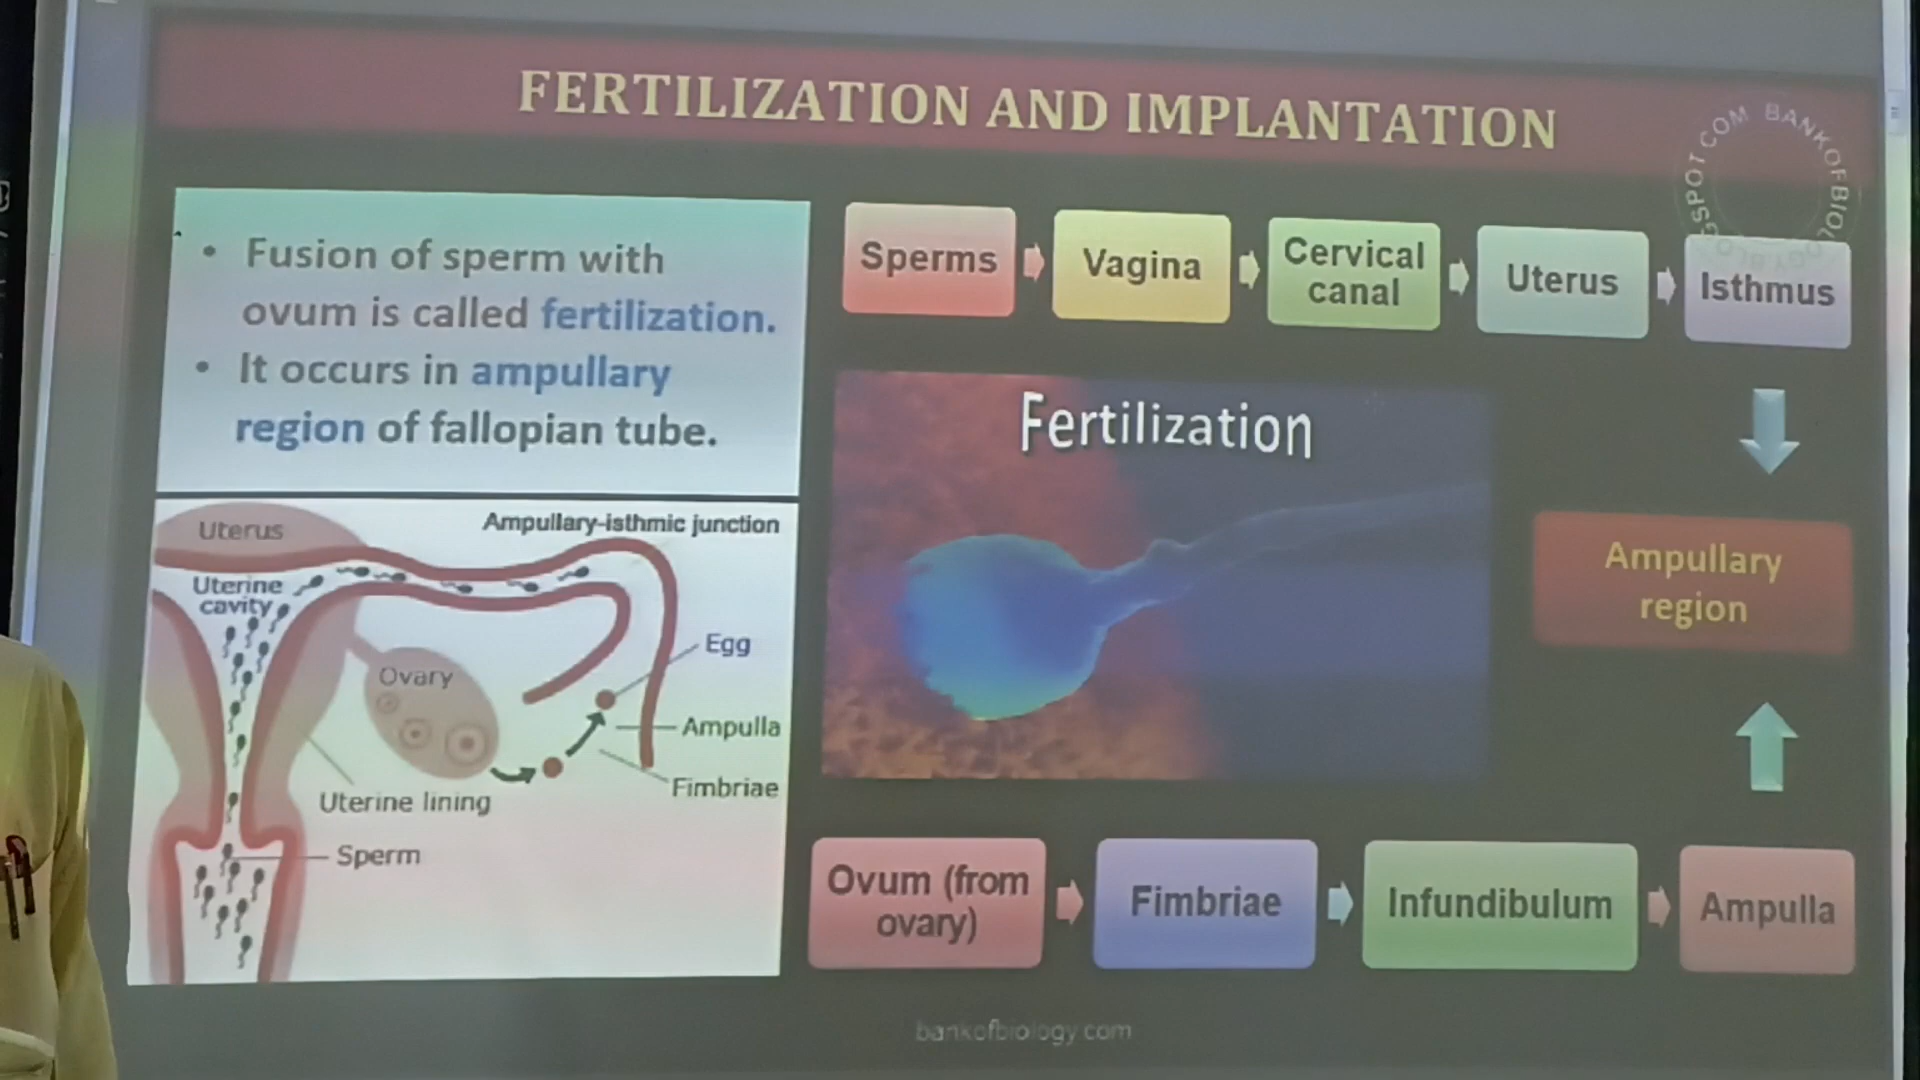 FERTILIZATION AND IMPLANTATION
• Fusion of sperm with
ovum is called fertilization.
• It occurs in ampullary
region of fallopian tube.
Sperms
Vagina
Cervical
canal
Uterus
Isthmus
Fertilization
Ampullary
region
Uterus
Ampullary-isthmic junction
Uterine
cavity
Egg
Ovary
Ampulla
Fimbriae
Uterine lining
Sperm
Ovum (from
ovary)
Fimbriae
Infundibulum
Ampulla
bankofbiology.com